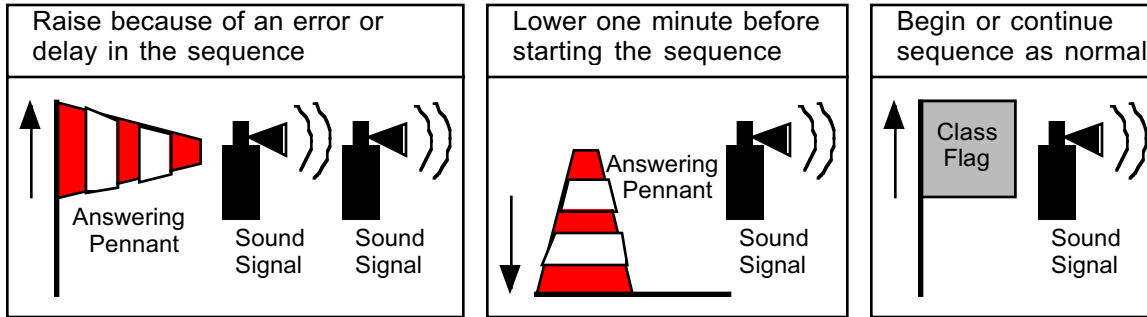 Raise because of an error or
delay in the sequence
Answering
Pennant
Sound
Signal
Sound
Signal
Lower one minute before
starting the sequence
Answering
Pennant
Sound
Signal
Begin or continue
sequence as normal
Class
Flag
Sound
Signal